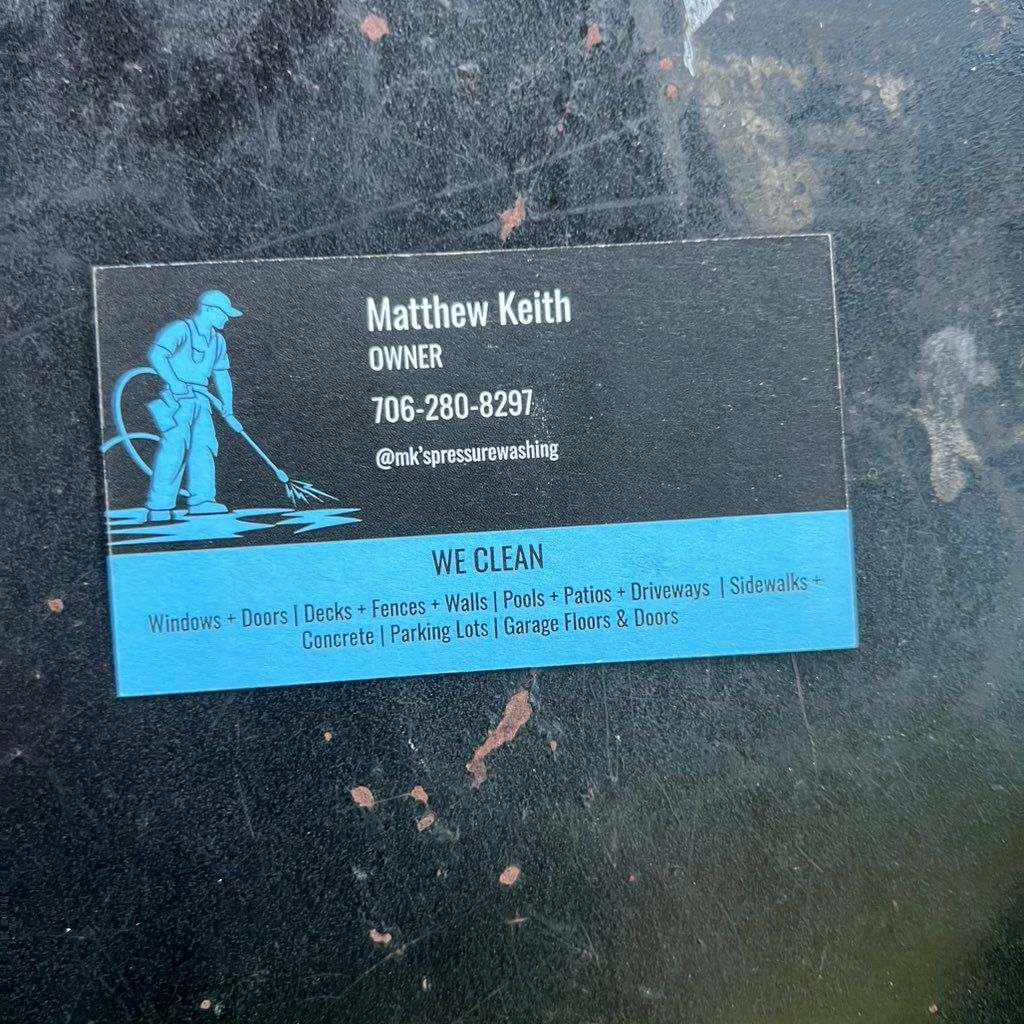 Matthew Keith
OWNER
706-280-8297
@mk'spressurewashing
WE CLEAN
Windows + Doors | Decks + Fences + Walls | Pools + Patios + Driveways | Sidewalks +
Concrete | Parking Lots | Garage Floors & Doors